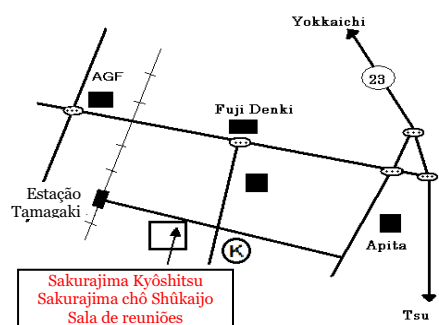 Yokkaichi
23
AGF
Fuji Denki
Estação
Tamagaki
K
Apita
Sakurajima Kyôshitsu
Sakurajima chô Shûkaijo
Sala de reuniões
Tsu